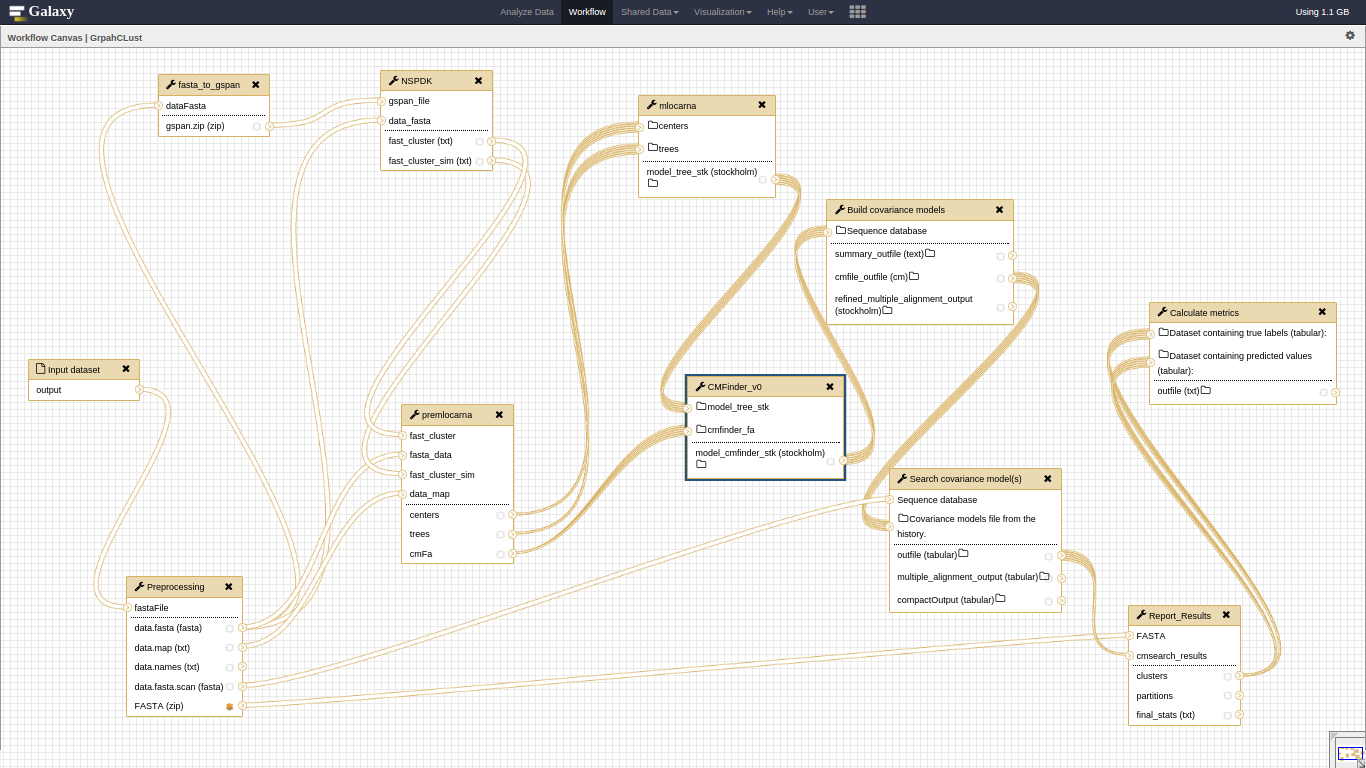 Galaxy
Analyze Data
Workflow
Shared Data
Visualization
Help
User
Using 1.1 GB
Workflow Canvas | GrpahCLust
fasta_to_gspan
dataFasta
gspan.zip (zip)
NSPDK
gspan_file
data_fasta
fast_cluster (txt)
fast_cluster_sim (txt)
mlocarna
centers
trees
model_tree_stk (stockholm)
Build covariance models
Sequence database
summary_outfile (text)
cmfile_outfile (cm)
refined_multiple_alignment_output
(stockholm)
Calculate metrics
Dataset containing true labels (tabular):
Dataset containing predicted values
(tabular):
outfile (txt)
Input dataset
output
premlocarna
fast_cluster
fasta_data
fast_cluster_sim
data_map
centers
trees
cmFa
CMFinder_v0
model_tree_stk
cmfinder_fa
model_cmfinder_stk (stockholm)
Search covariance model(s)
Sequence database
Covariance models file from the
history.
outfile (tabular)
multiple_alignment_output (tabular)
compactOutput (tabular)
Preprocessing
fastaFile
data.fasta (fasta)
data.map (txt)
data.names (txt)
data.fasta.scan (fasta)
FASTA (zip)
Report_Results
FASTA
cmsearch_results
clusters
partitions
final_stats (txt)